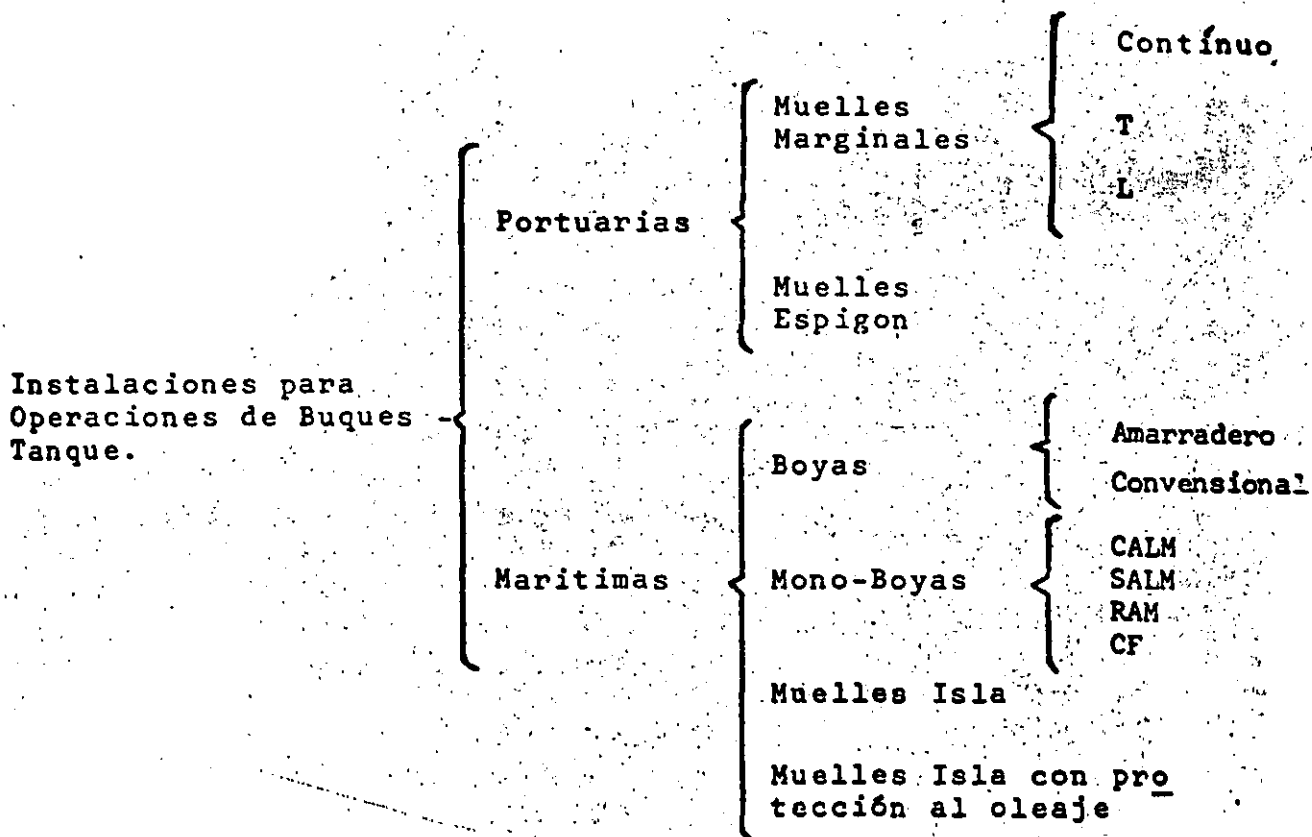 Instalaciones para
Operaciones de Buques
Tanque.
Portuarias
Muelles
Marginales
Contínuo
T
L
Muelles
Espigon
Maritimas
Boyas
Amarradero
Convensional
Mono-Boyas
CALM
SALM
RAM
CF
Muelles Isla
Muelles Isla con pro
tección al oleaje